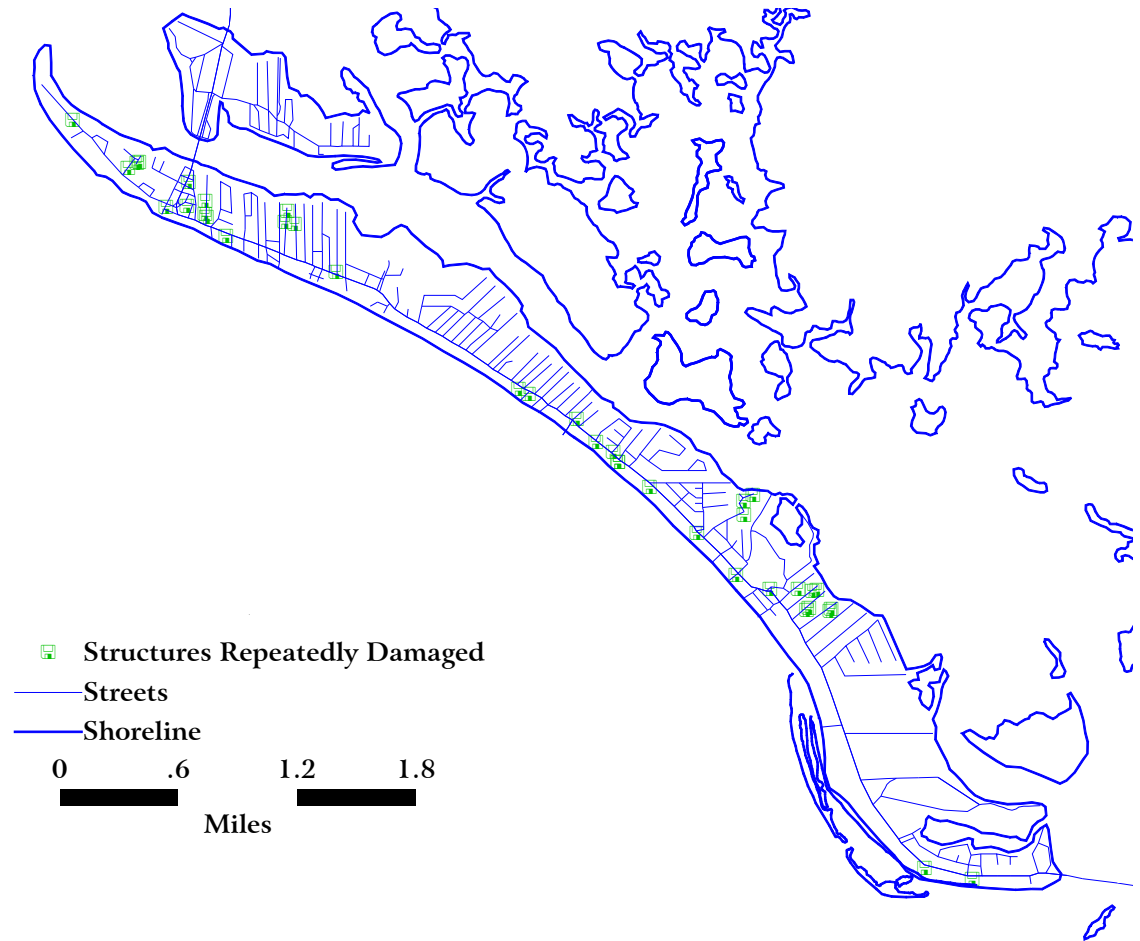 Structures Repeatedly Damaged
Streets
Shoreline
0 .6 1.2 1.8
Miles